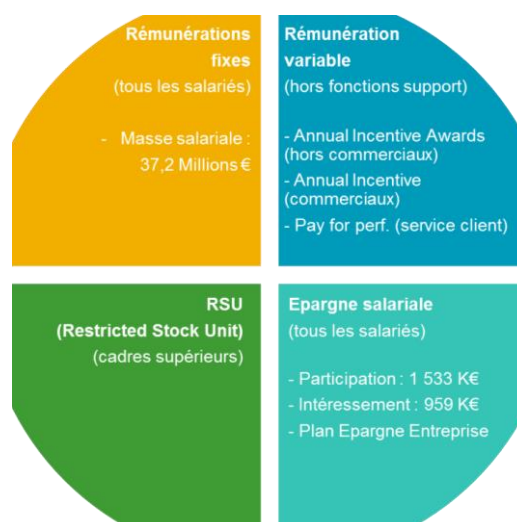 Rémunérations
fixes
(tous les salariés)
- Masse salariale :
37,2 Millions €
Rémunération
variable
(hors fonctions support)
- Annual Incentive Awards
(hors commerciaux)
- Annual Incentive
(commerciaux)
- Pay for perf. (service client)
RSU
(Restricted Stock Unit)
(cadres supérieurs)
Epargne salariale
(tous les salariés)
- Participation : 1 533 K€
- Intéressement : 959 K€
- Plan Epargne Entreprise